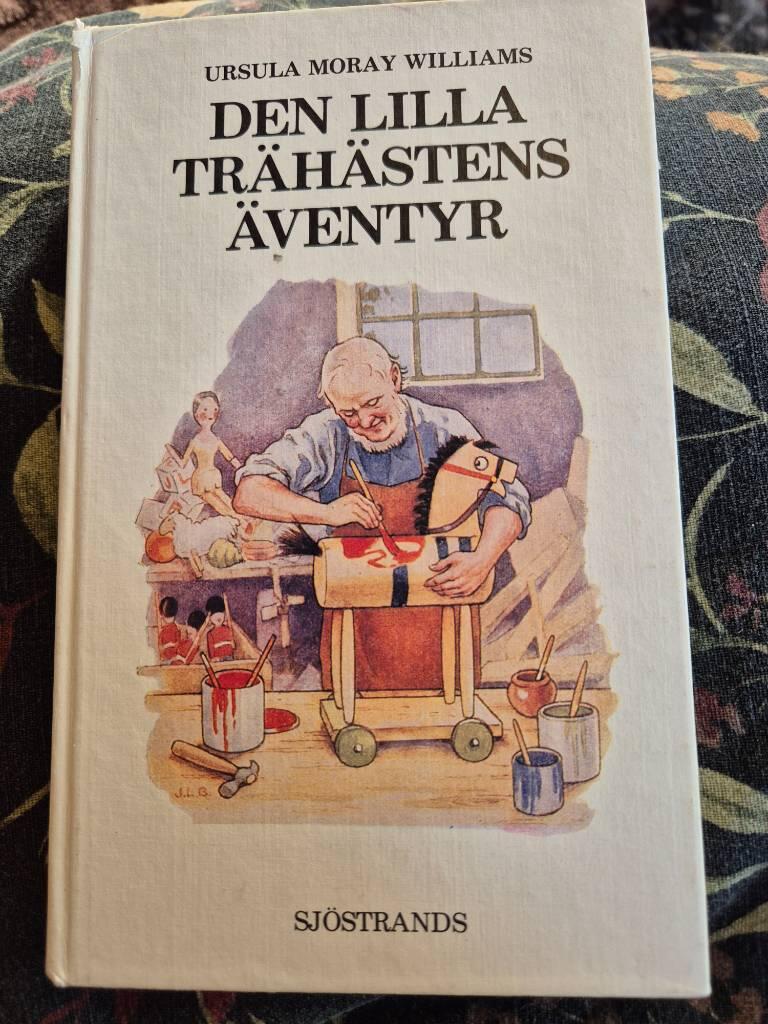 URSULA MORAY WILLIAMS
DEN LILLA
TRÄHÄSTENS
ÄVENTYR
J.L.B.
SJÖSTRANDS